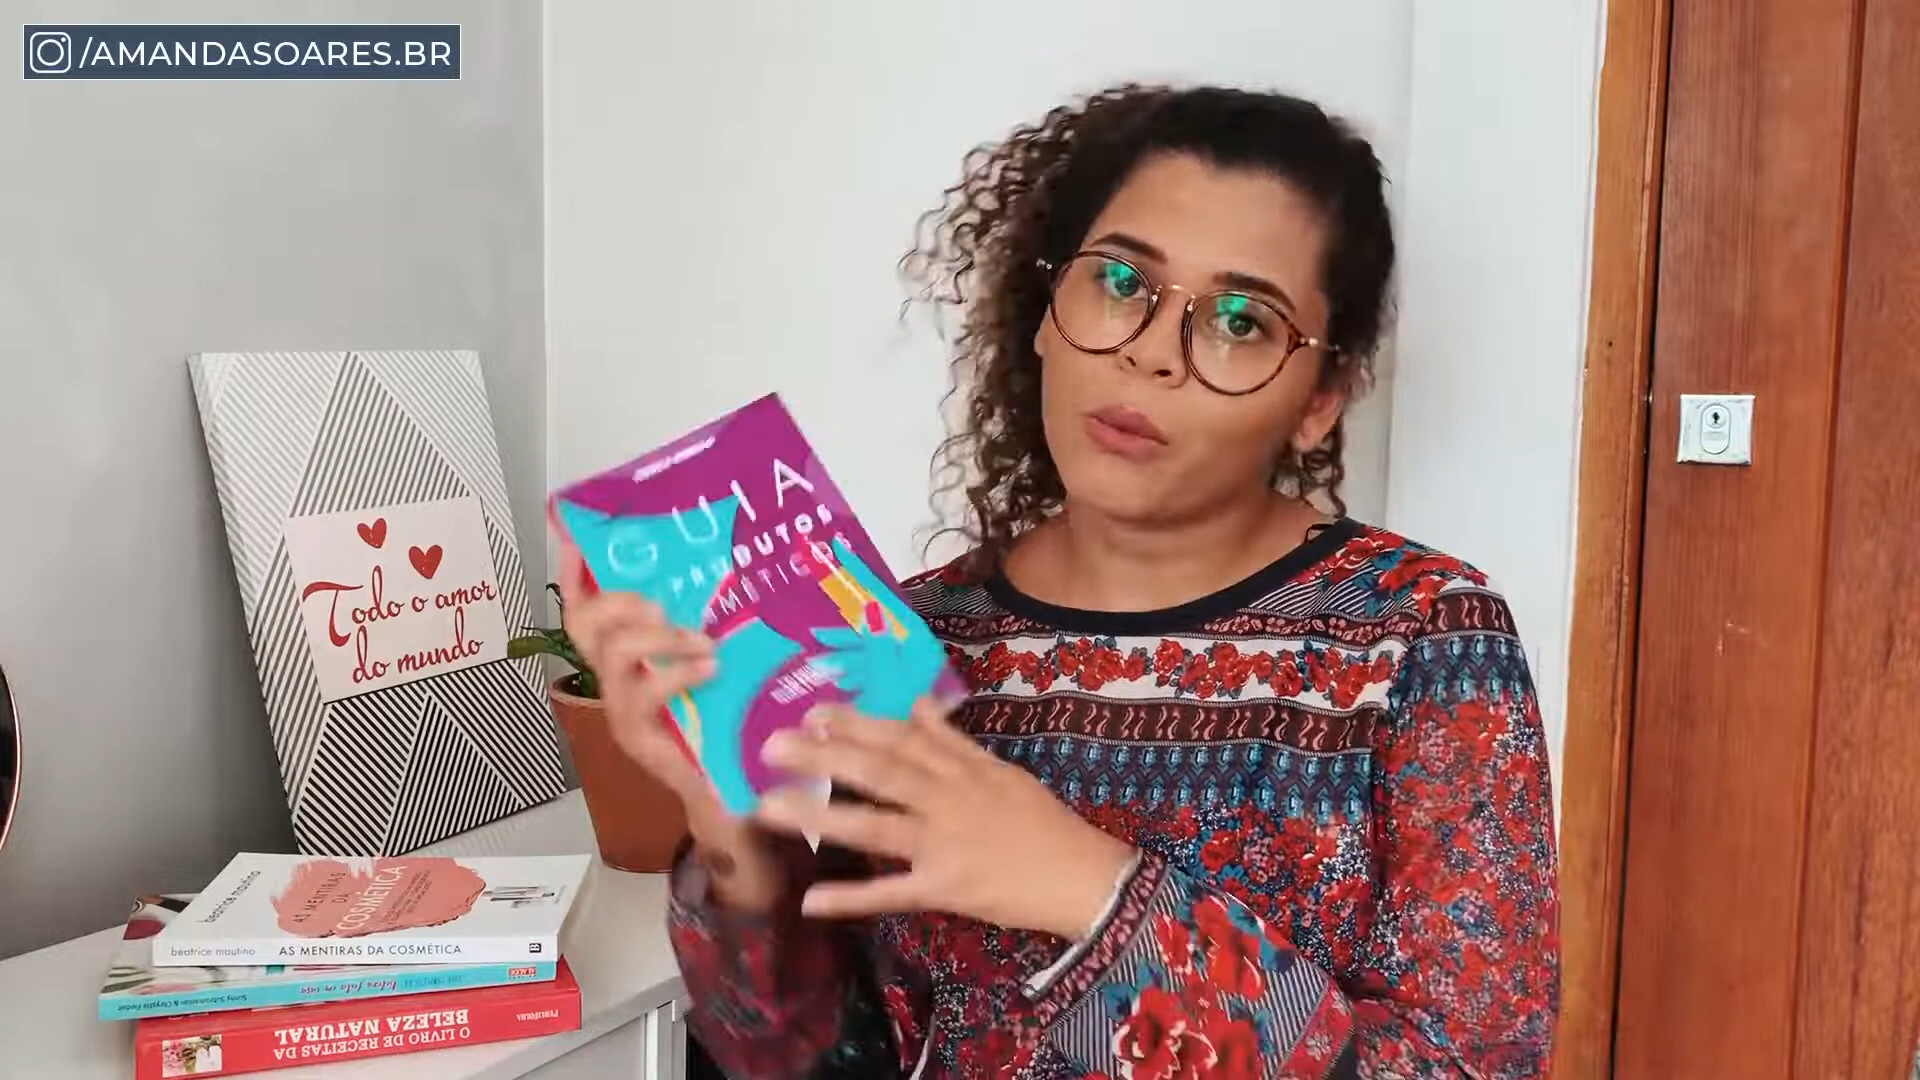 /AMANDASOARES.BR
GUIA
PRODUTOS
COSMÉTICOS
Todo o amor
do mundo
beatrice mautino
AS MENTIRAS
DA
COSMÉTICA
beatrice mautino AS MENTIRAS DA COSMÉTICA
O LIVRO DE RECEITAS DA
BELEZA NATURAL
PUBLIFOLHA